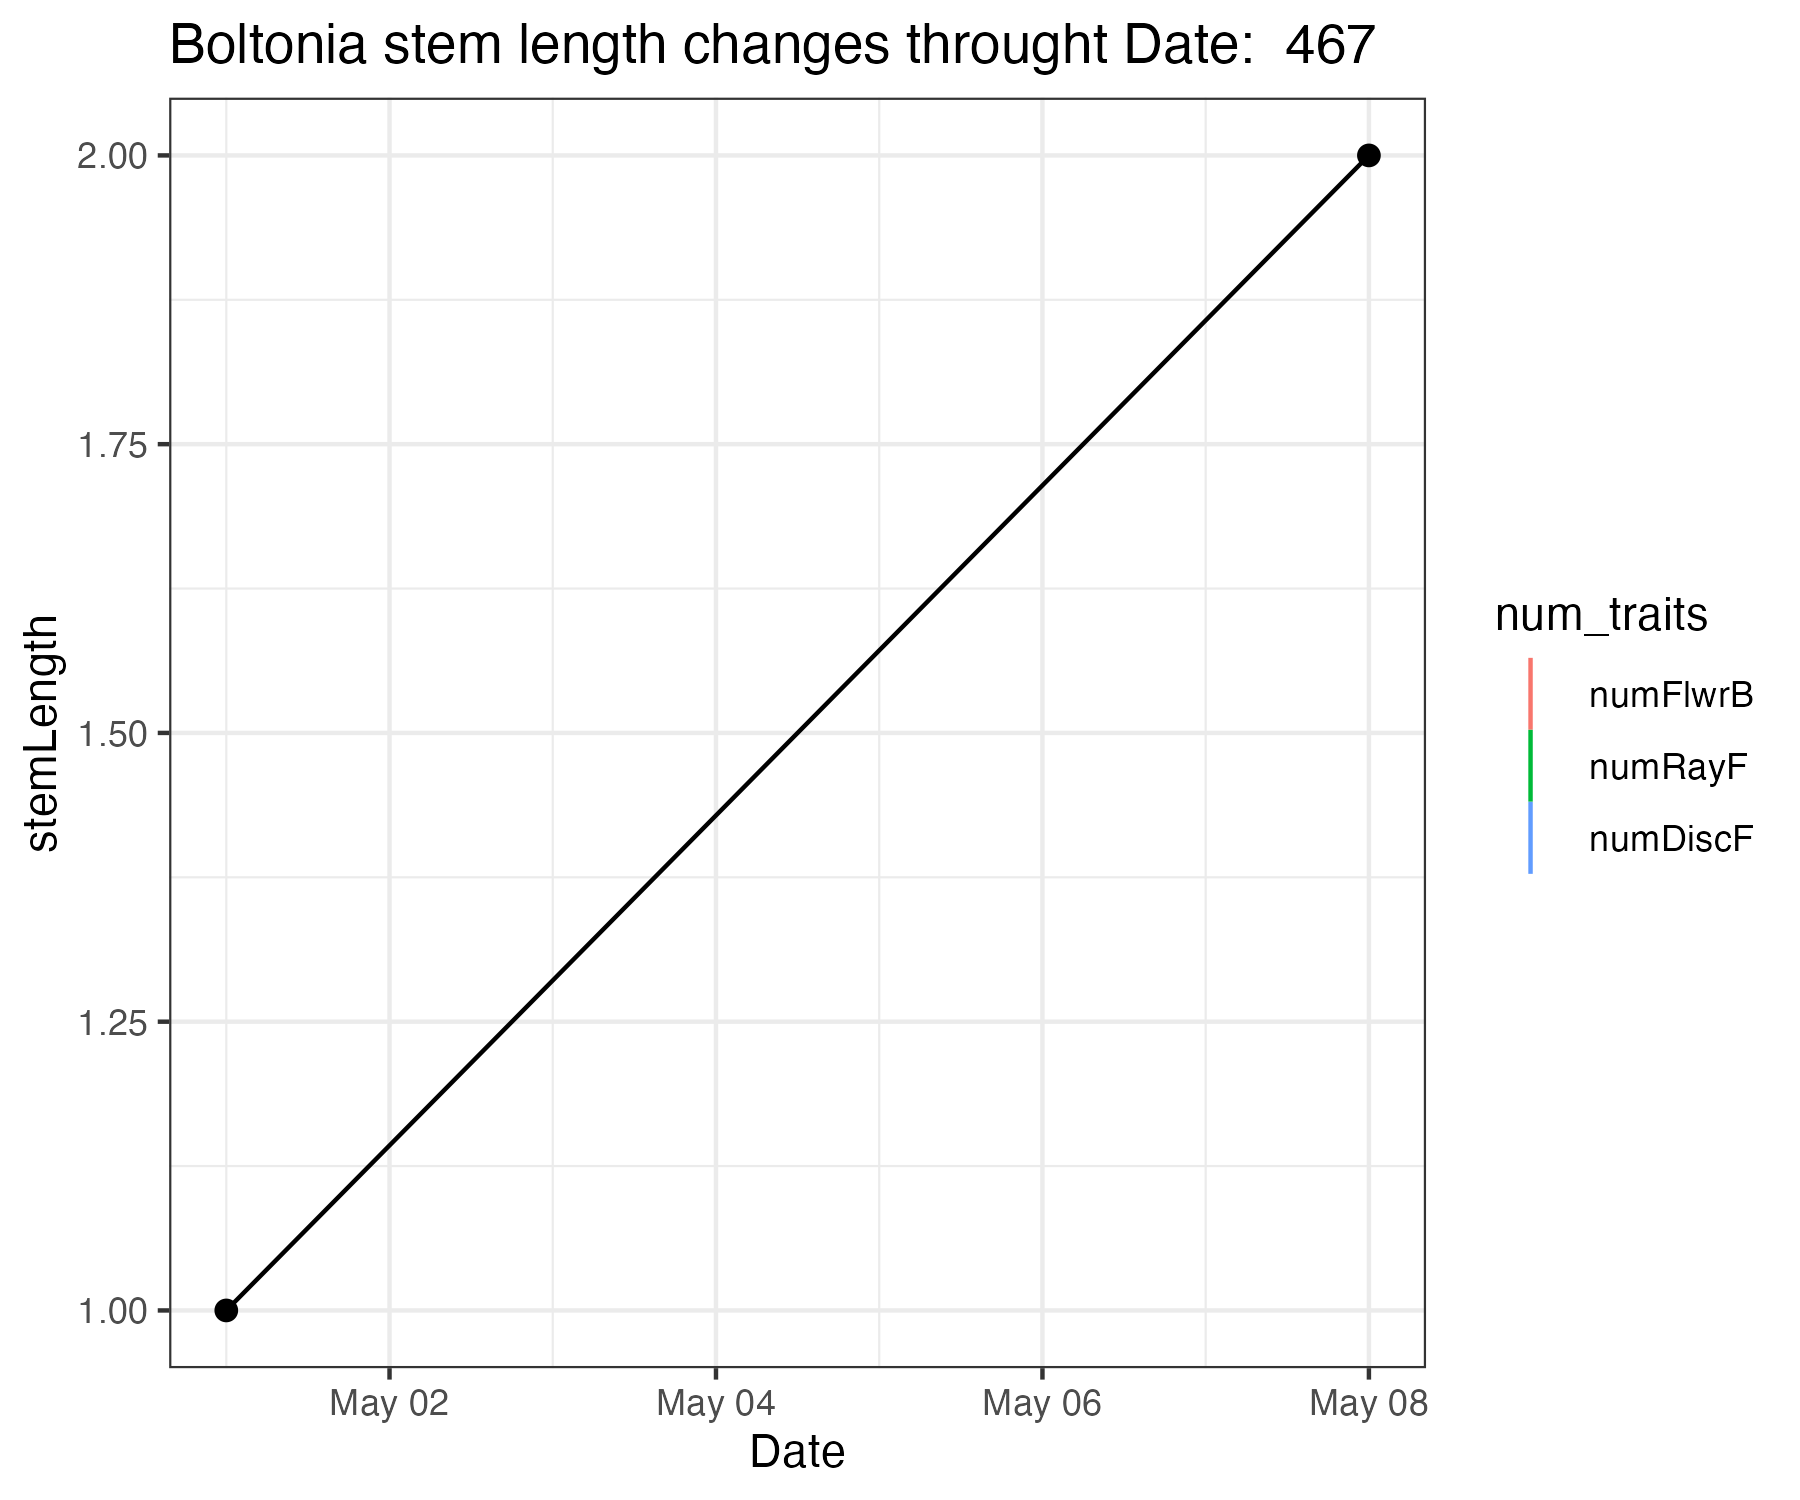 Boltonia stem length changes throught Date:  467
stemLength
2.00
1.75
1.50
1.25
1.00
May 02
May 04
May 06
May 08
Date
num_traits
numFlwrB
numRayF
numDiscF